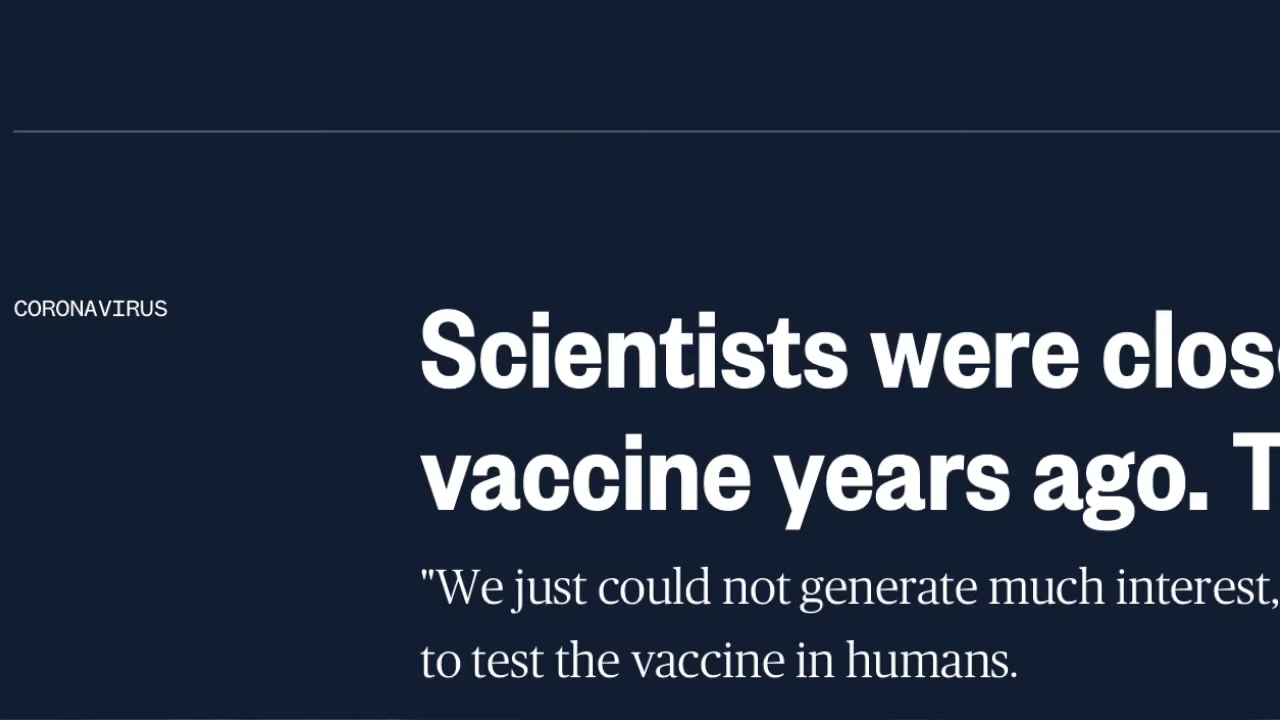 CORONAVIRUS
Scientists were
vaccine years ago.
"We just could not generate much interest,
to test the vaccine in humans.